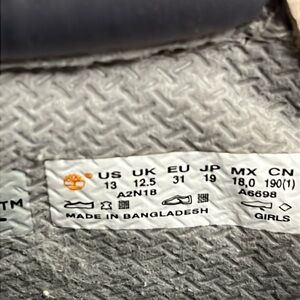 US UK EU JP MX CN
13 12.5 31 19 18,0 190(1)
A2N18 A6698
MADE IN BANGLADESH GIRLS
TM